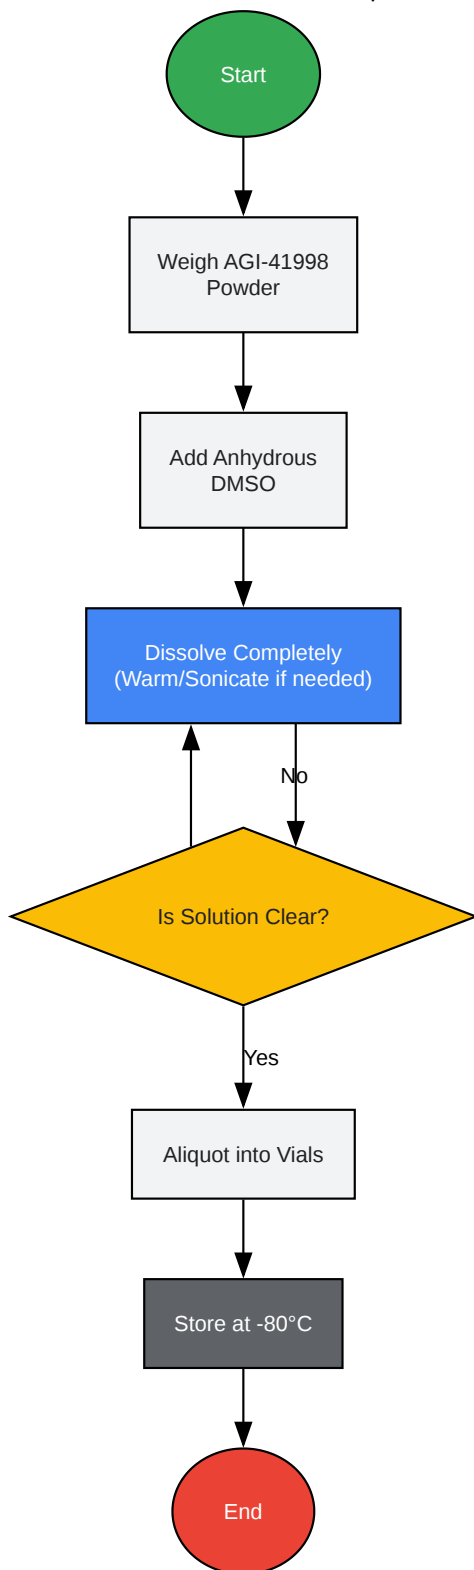 Start
Weigh AGI-41998
Powder
Add Anhydrous
DMSO
Dissolve Completely
(Warm/Sonicate if needed)
No
Is Solution Clear?
Yes
Aliquot into Vials
Store at -80°C
End